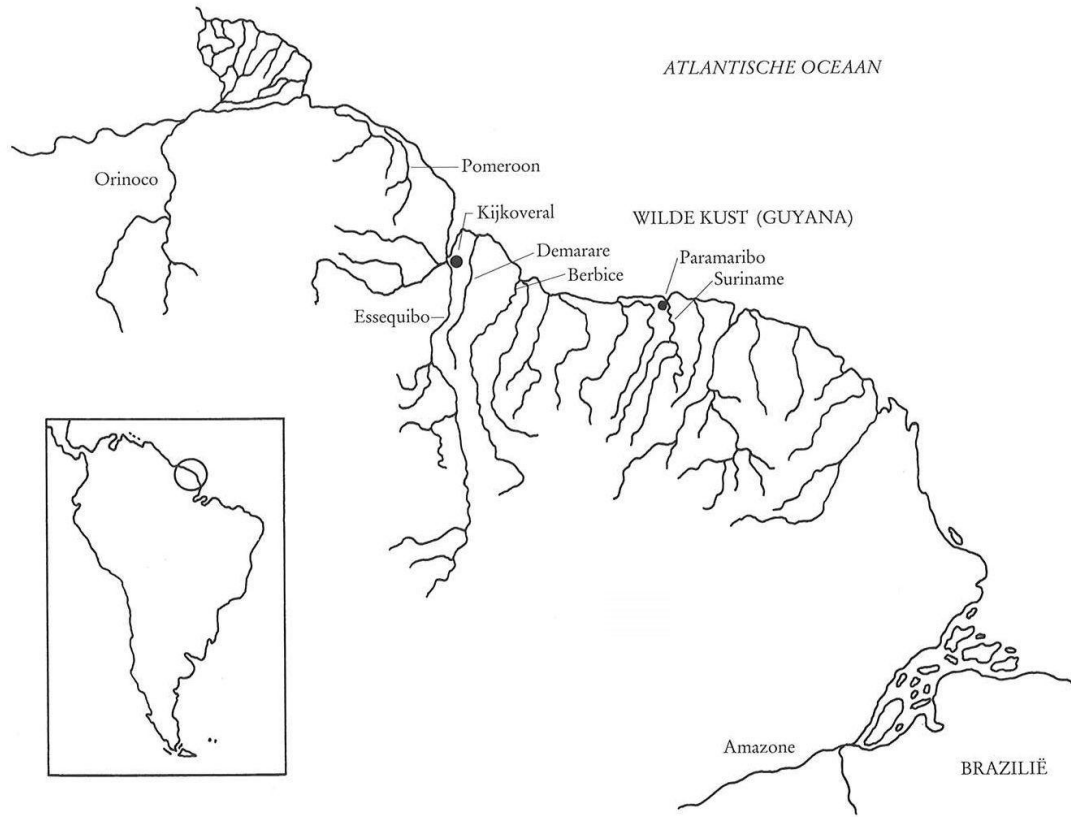 ATLANTISCHE OCEAAN
Pomeroon
Orinoco
Kijkoveral
WILDE KUST (GUYANA)
Demarare
Paramaribo
Berbice
Suriname
Essequibo
Amazone
BRAZILIË